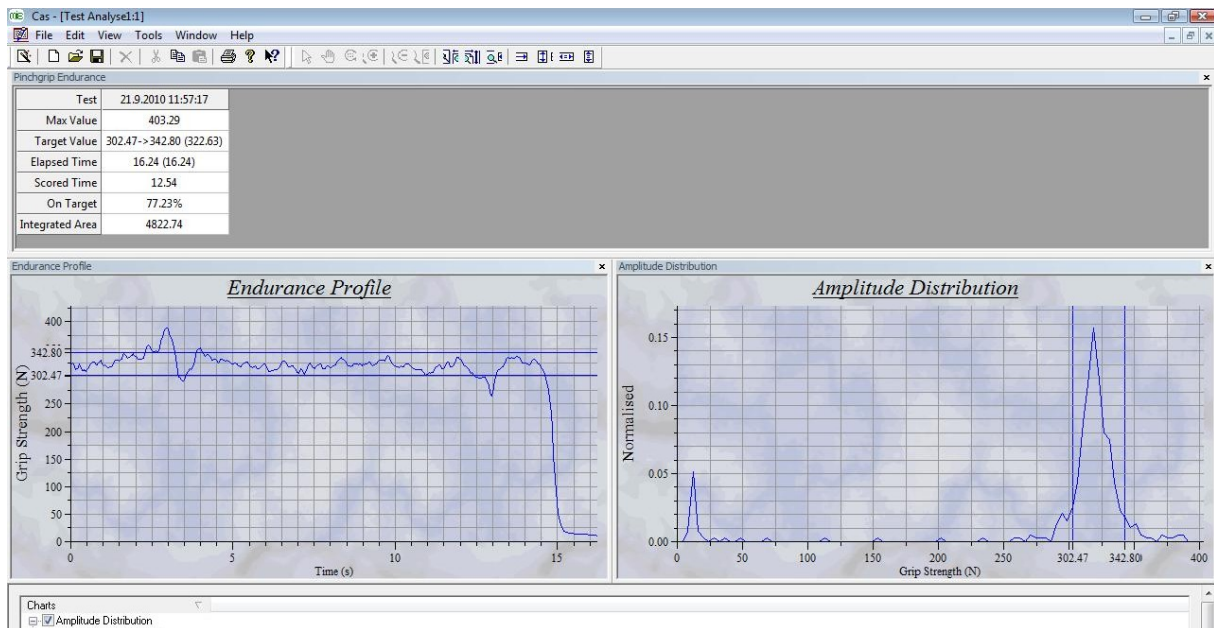 Cas - [Test Analyse1:1]
File Edit View Tools Window Help
Pinchgrip Endurance
Test 21.9.2010 11:57:17
Max Value 403.29
Target Value 302.47->342.80 (322.63)
Elapsed Time 16.24 (16.24)
Scored Time 12.54
On Target 77.23%
Integrated Area 4822.74
Endurance Profile
Endurance Profile
Grip Strength (N)
400
342.80
302.47
250
200
150
100
50
0
0 5 10 15
Time (s)
Amplitude Distribution
Amplitude Distribution
Normalised
0.15
0.10
0.05
0.00
0 50 100 150 200 250 302.47 342.80 400
Grip Strength (N)
Charts
Amplitude Distribution